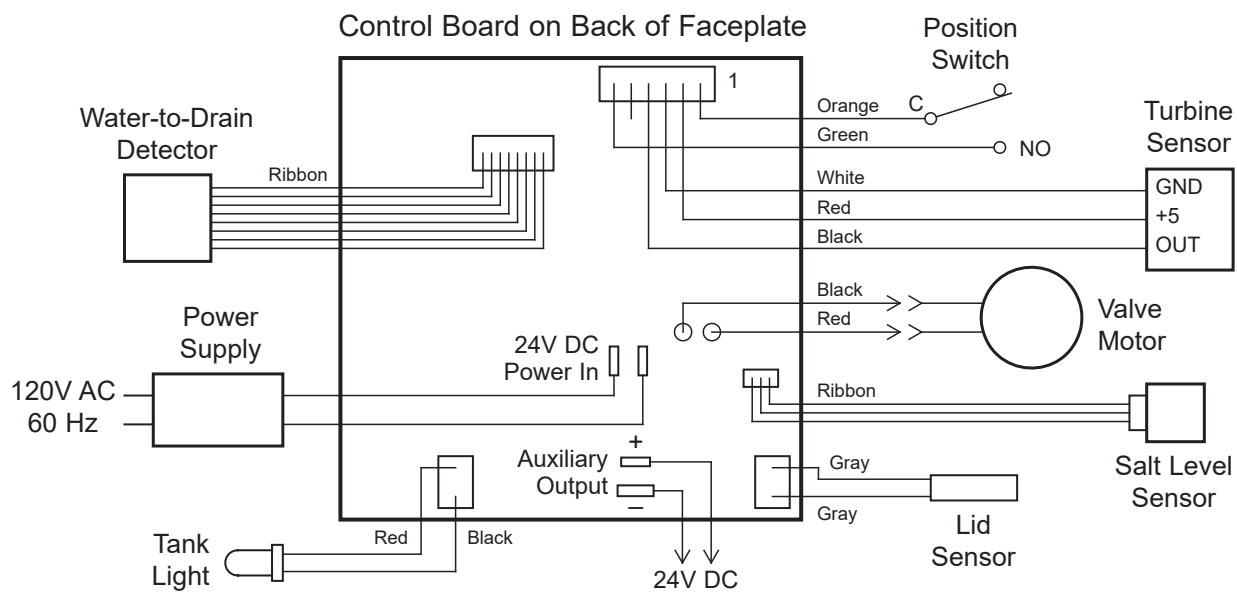 Control Board on Back of Faceplate
Position
Switch
1
Orange
C
Green
NO
Turbine
Sensor
Water-to-Drain
Detector
Ribbon
White
GND
Red
+5
Black
OUT
Black
Red
Valve
Motor
Power
Supply
24V DC
Power In
120V AC
60 Hz
Ribbon
Salt Level
Sensor
Auxiliary
Output
+
–
Gray
Gray
Lid
Sensor
Red
Black
Tank
Light
24V DC